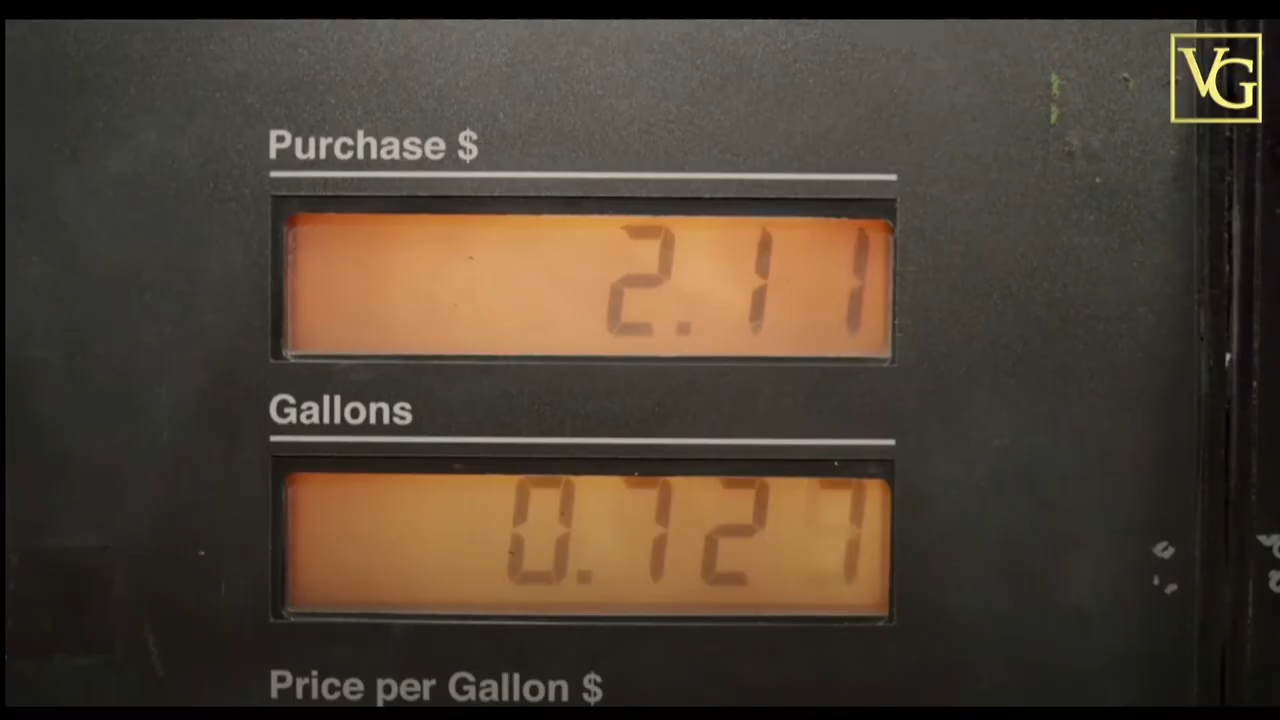 VG
Purchase $
2.11
Gallons
0.727
Price per Gallon $